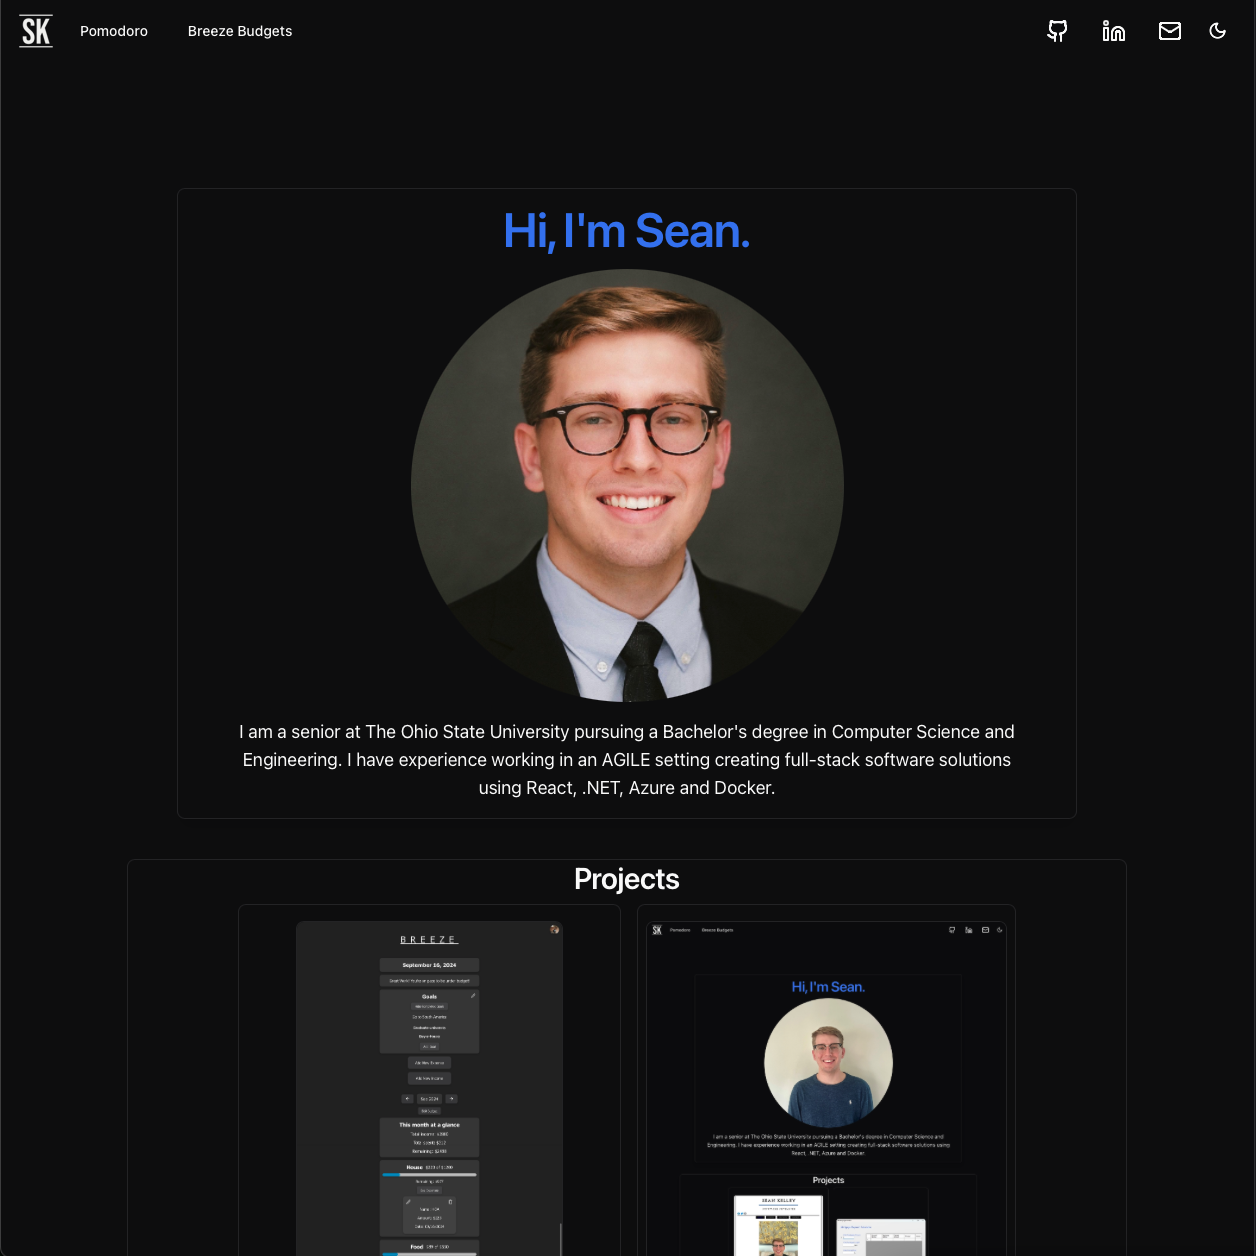 SK
Pomodoro
Breeze Budgets
Hi, I'm Sean.
I am a senior at The Ohio State University pursuing a Bachelor's degree in Computer Science and
Engineering. I have experience working in an AGILE setting creating full-stack software solutions
using React, .NET, Azure and Docker.
Projects
BREEZE
September 16, 2024
Goals
This month at a glance
House
Food
SK
Pomodoro
Breeze Budgets
Hi, I'm Sean.
I am a senior at The Ohio State University pursuing a Bachelor's degree in Computer Science and
Engineering. I have experience working in an AGILE setting creating full-stack software solutions using
React, .NET, Azure and Docker.
Projects
SEAN KELLEY